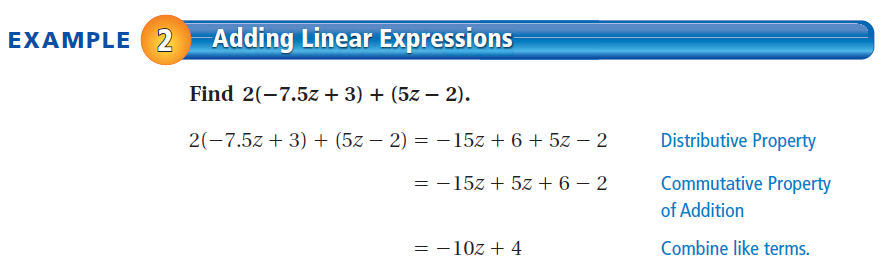 EXAMPLE 2 Adding Linear Expressions
Find 2(−7.5z + 3) + (5z − 2).
2(−7.5z + 3) + (5z − 2) = −15z + 6 + 5z − 2 Distributive Property
= −15z + 5z + 6 − 2 Commutative Property
of Addition
= −10z + 4 Combine like terms.